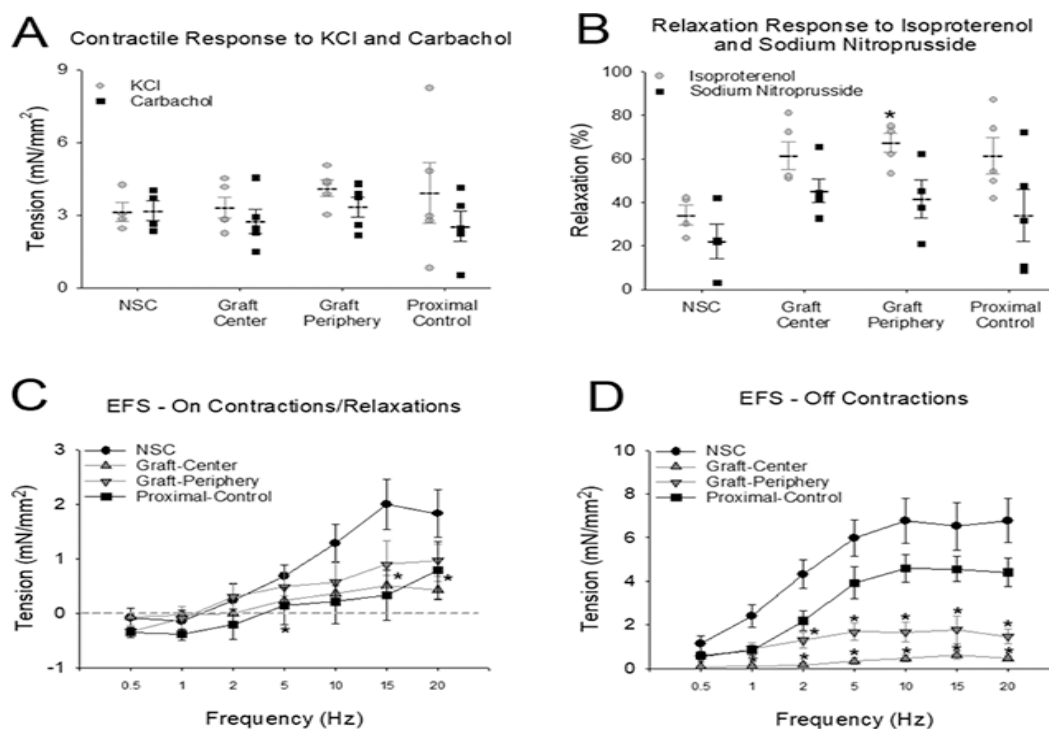 A
Contractile Response to KCl and Carbachol
9
6
3
0
Tension (mN/mm²)
KCl
Carbachol
NSC
Graft
Center
Graft
Periphery
Proximal
Control
B
Relaxation Response to Isoproterenol
and Sodium Nitroprusside
100
80
60
40
20
0
Relaxation (%)
Isoproterenol
Sodium Nitroprusside
*
NSC
Graft
Center
Graft
Periphery
Proximal
Control
C
EFS - On Contractions/Relaxations
3
2
1
0
-1
Tension (mN/mm²)
NSC
Graft-Center
Graft-Periphery
Proximal-Control
*
*
*
0.5 1 2 5 10 15 20
Frequency (Hz)
D
EFS - Off Contractions
10
8
6
4
2
0
Tension (mN/mm²)
NSC
Graft-Center
Graft-Periphery
Proximal-Control
* * * * *
* * * * * *
0.5 1 2 5 10 15 20
Frequency (Hz)